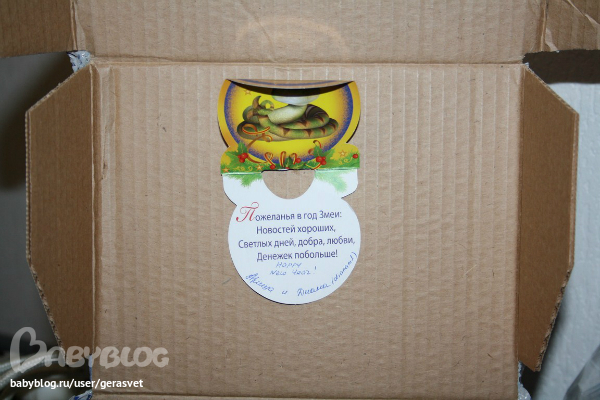 Пожеланья в год Змеи:
Новостей хороших,
Светлых дней, добра, любви,
Денежек побольше!
HAPPY
New Year!
и
BABYBLOG
babyblog.ru/user/gerasvet